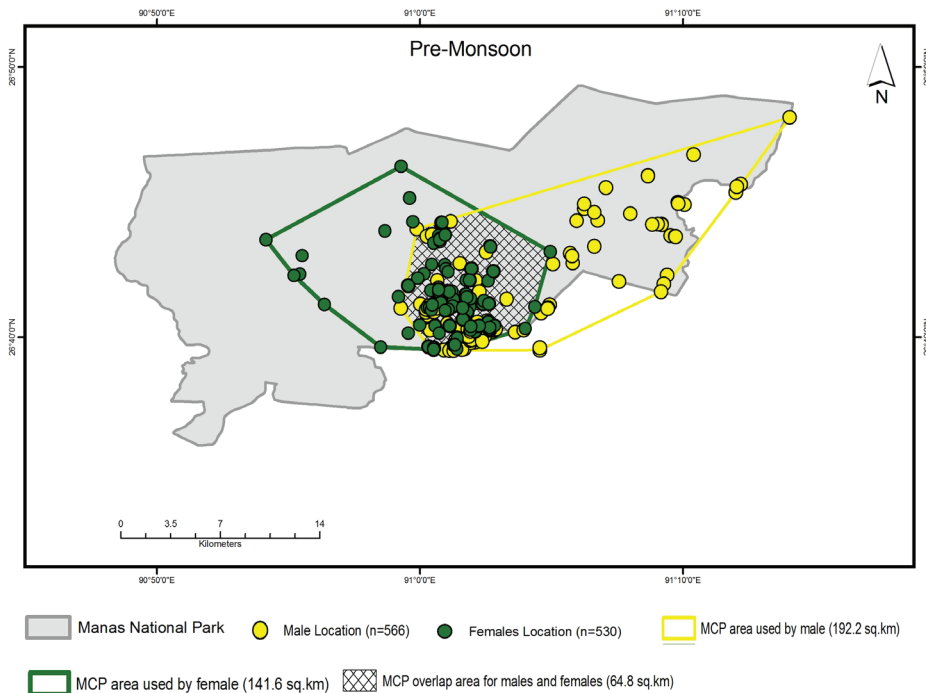 90°50'0"E 91°0'0"E 91°10'0"E
Pre-Monsoon
26°50'0"N
N
0 3.5 7 14
Kilometers
90°50'0"E 91°0'0"E 91°10'0"E
Manas National Park
Male Location (n=566)
Females Location (n=530)
MCP area used by male (192.2 sq.km)
MCP area used by female (141.6 sq.km)
MCP overlap area for males and females (64.8 sq.km)